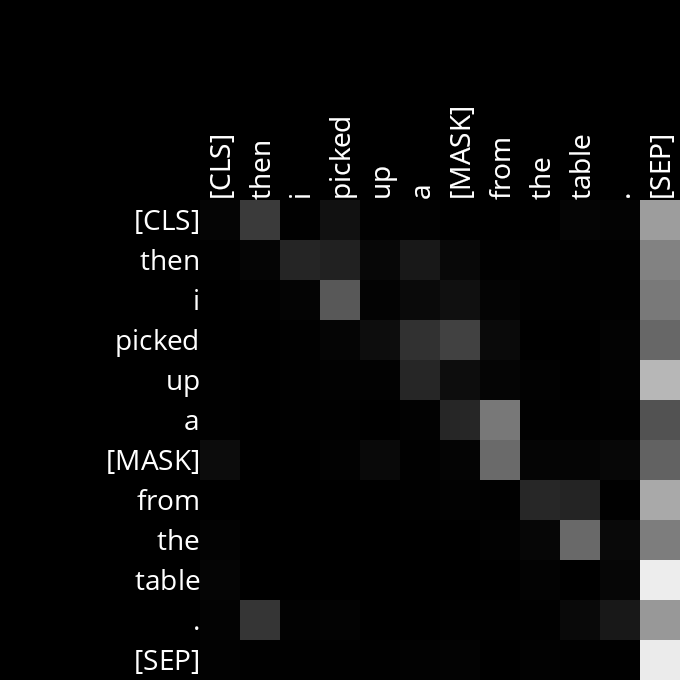 [CLS] then i picked up a [MASK] from the table . [SEP]
[CLS]
then
i
picked
up
a
[MASK]
from
the
table
.
[SEP]